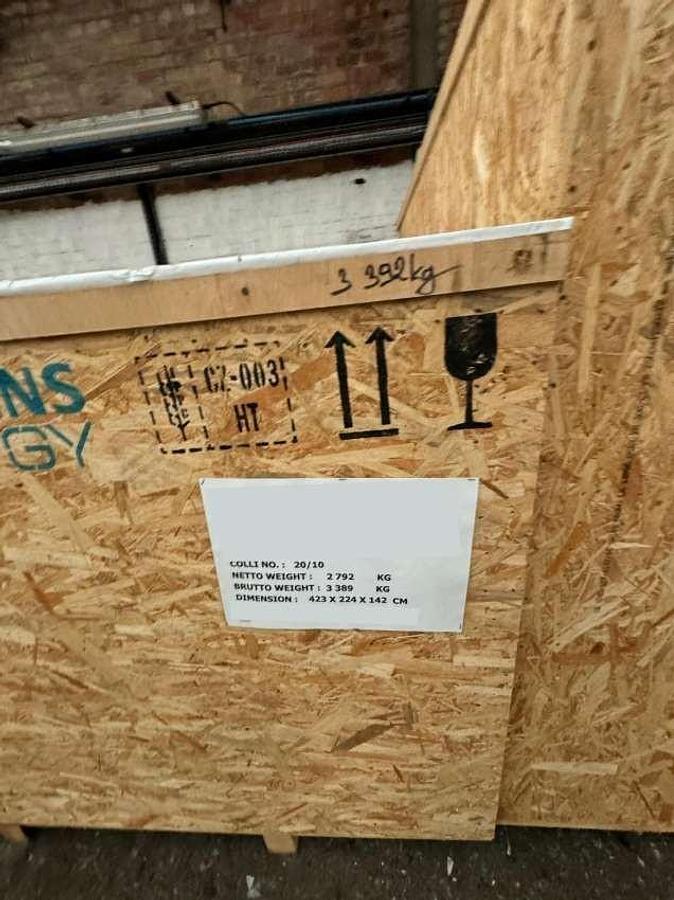 3 392kg
NS
GY
CZ-003
HT
COLLI NO. : 20/10
NETTO WEIGHT : 2 792 KG
BRUTTO WEIGHT : 3 389 KG
DIMENSION : 423 X 224 X 142 CM